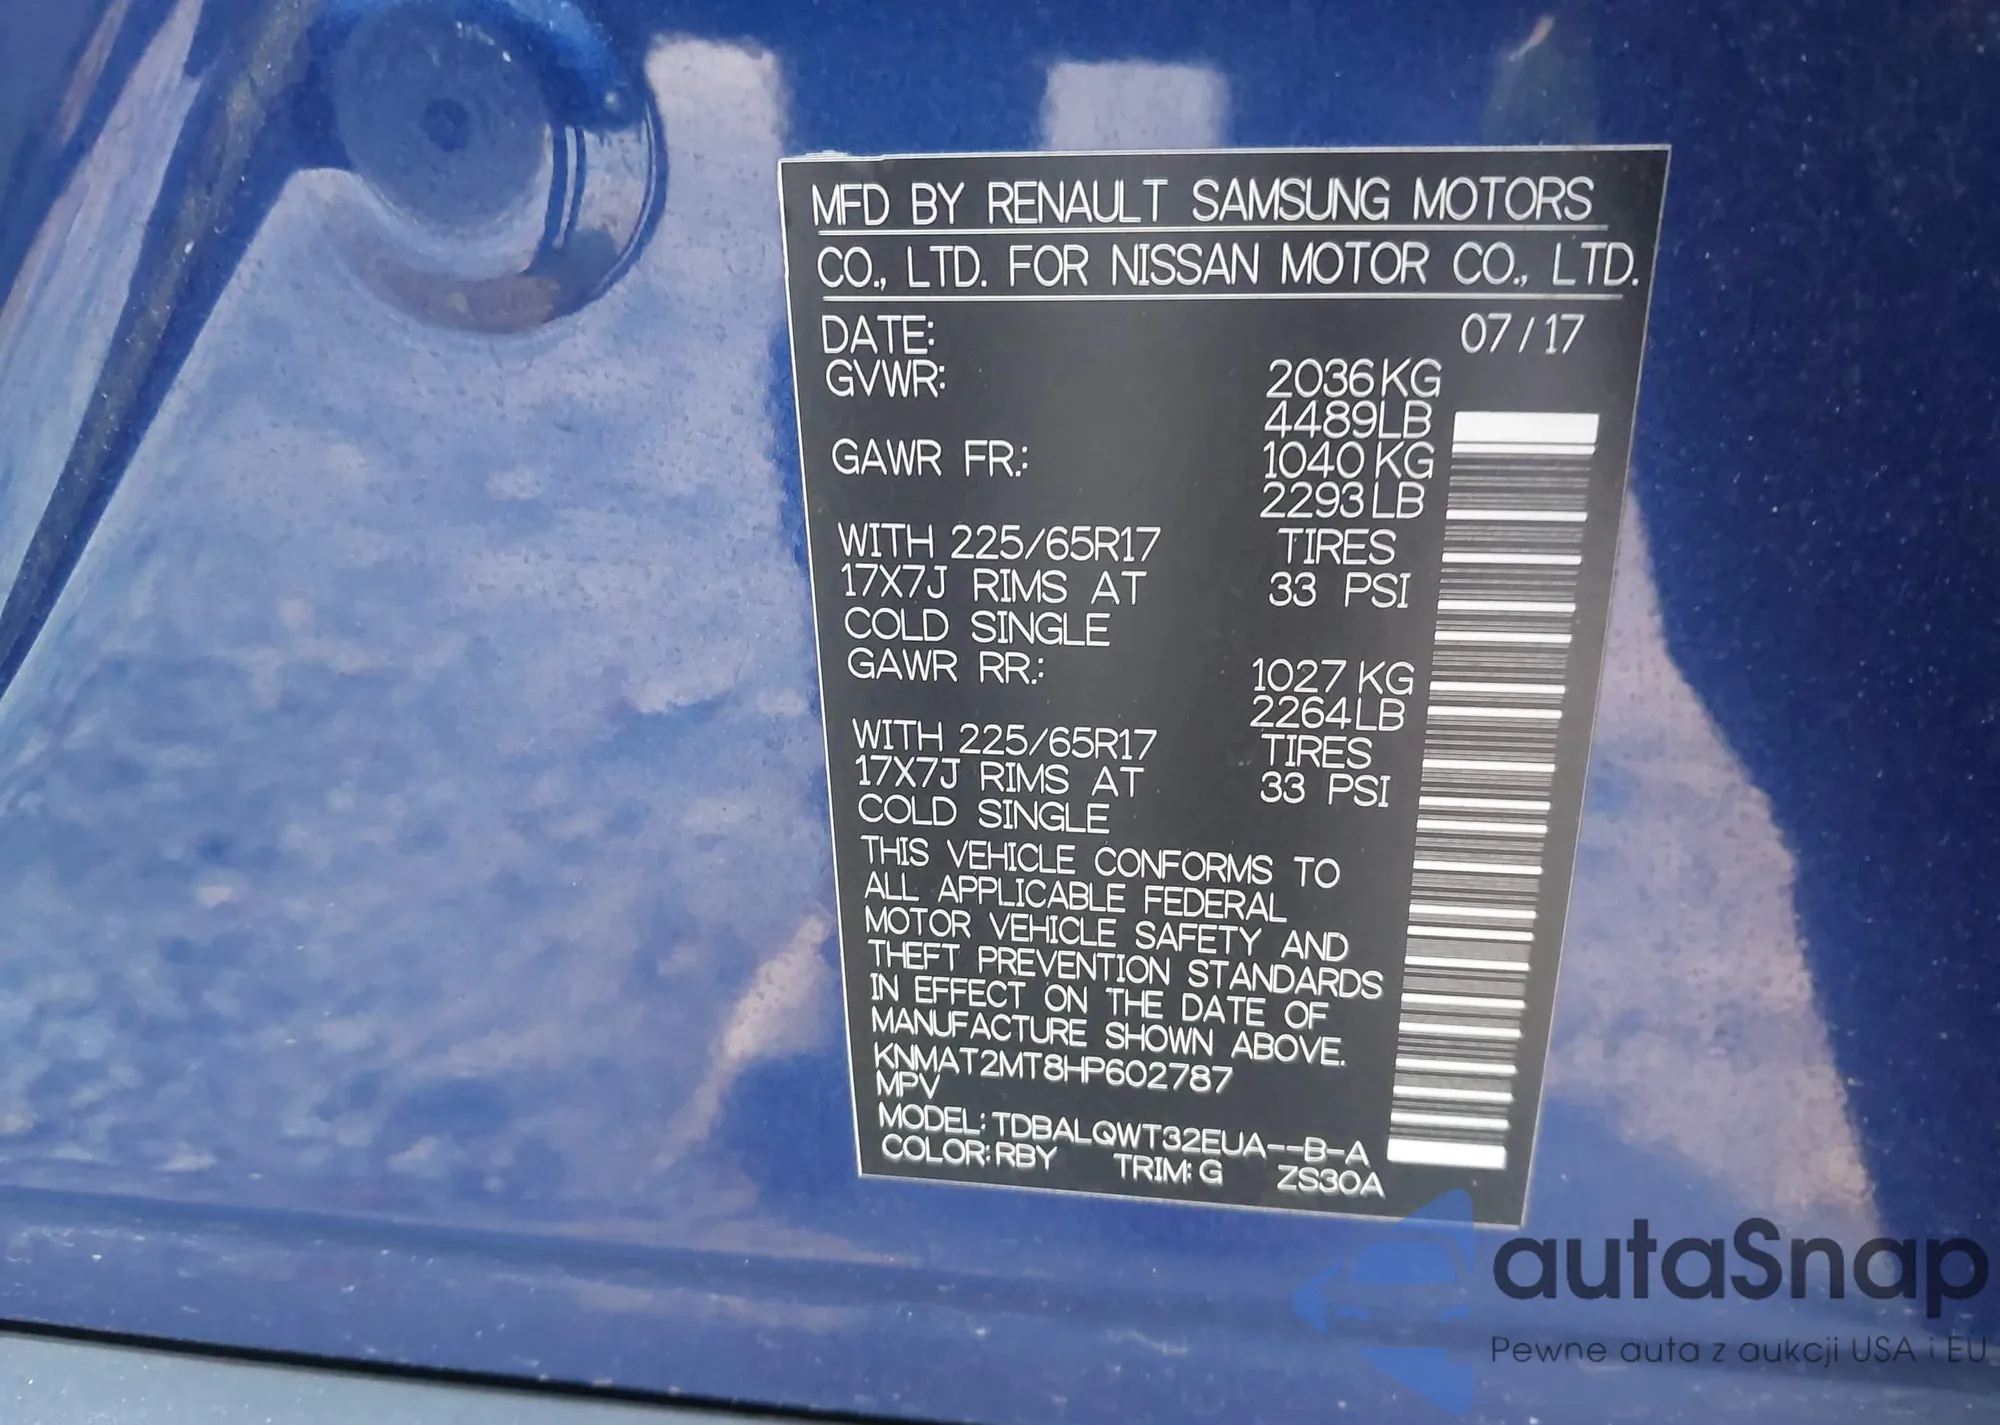 MFD BY RENAULT SAMSUNG MOTORS
CO., LTD. FOR NISSAN MOTOR CO., LTD.
DATE: 07/17
GVWR: 2036KG
4489LB
GAWR FR.: 1040KG
2293LB
WITH 225/65R17 TIRES
17X7J RIMS AT 33 PSI
COLD SINGLE
GAWR RR.: 1027KG
2264LB
WITH 225/65R17 TIRES
17X7J RIMS AT 33 PSI
COLD SINGLE
THIS VEHICLE CONFORMS TO
ALL APPLICABLE FEDERAL
MOTOR VEHICLE SAFETY AND
THEFT PREVENTION STANDARDS
IN EFFECT ON THE DATE OF
MANUFACTURE SHOWN ABOVE.
KNMAT2MT8HP602787
MPV
MODEL: TDBALQWT32EUA--B-A
COLOR: RBY TRIM: G ZS30A
autaSnap
Pewne auta z aukcji USA i EU